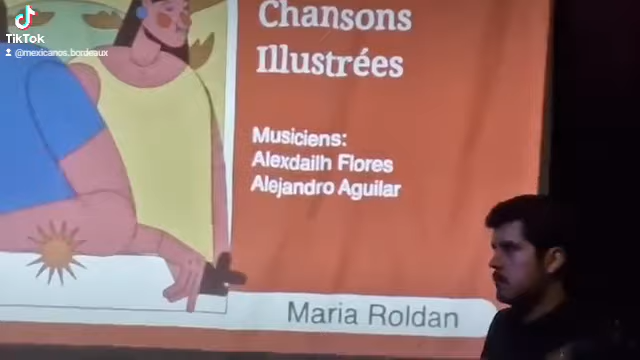 TikTok
@mexicanos.bordeaux
Chansons
Illustrées
Musiciens:
Alexdailh Flores
Alejandro Aguilar
Maria Roldan